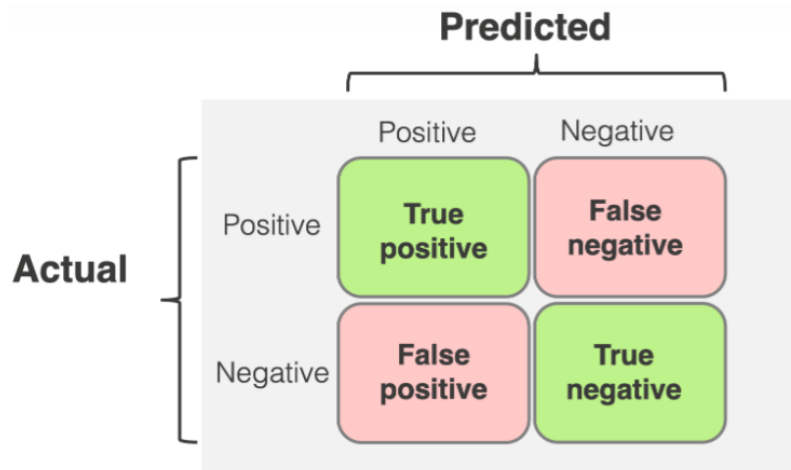 Predicted
Positive Negative
Actual
Positive
True
positive
False
negative
Negative
False
positive
True
negative